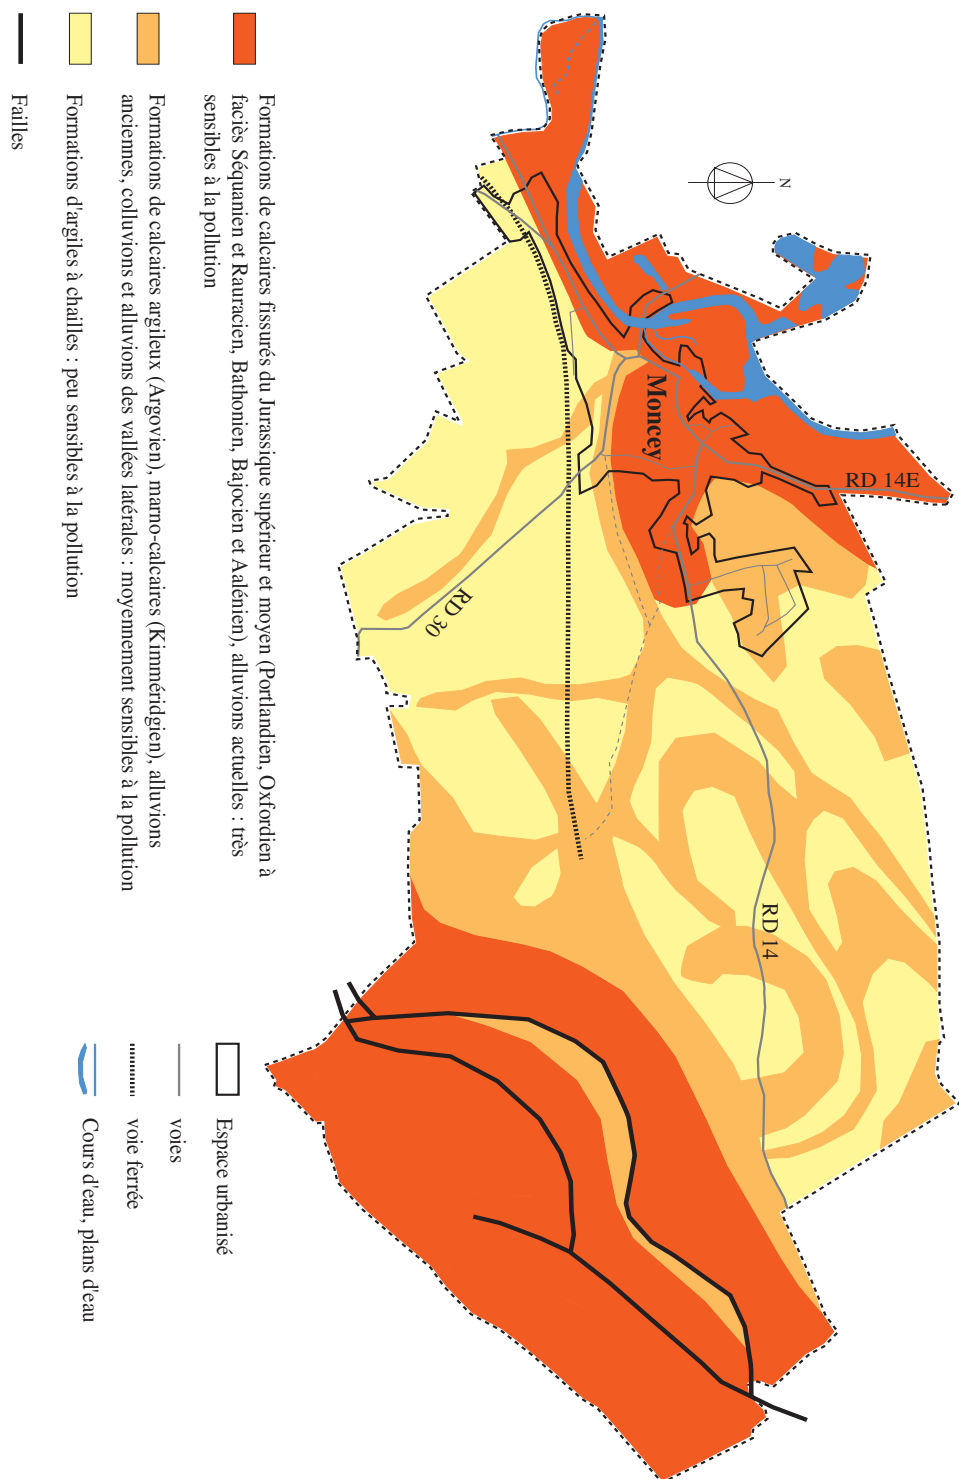 N
Moncey
RD 14E
RD 30
RD 14
Formations de calcaires fissurés du Jurassique supérieur et moyen (Portlandien, Oxfordien à
faciès Séquanien et Rauracien, Bathonien, Bajocien et Aalénien), alluvions actuelles : très
sensibles à la pollution
Formations de calcaires argileux (Argovien), marno-calcaires (Kimméridgien), alluvions
anciennes, colluvions et alluvions des vallées latérales : moyennement sensibles à la pollution
Formations d'argiles à chailles : peu sensibles à la pollution
Failles
Espace urbanisé
voies
voie ferrée
Cours d'eau, plans d'eau